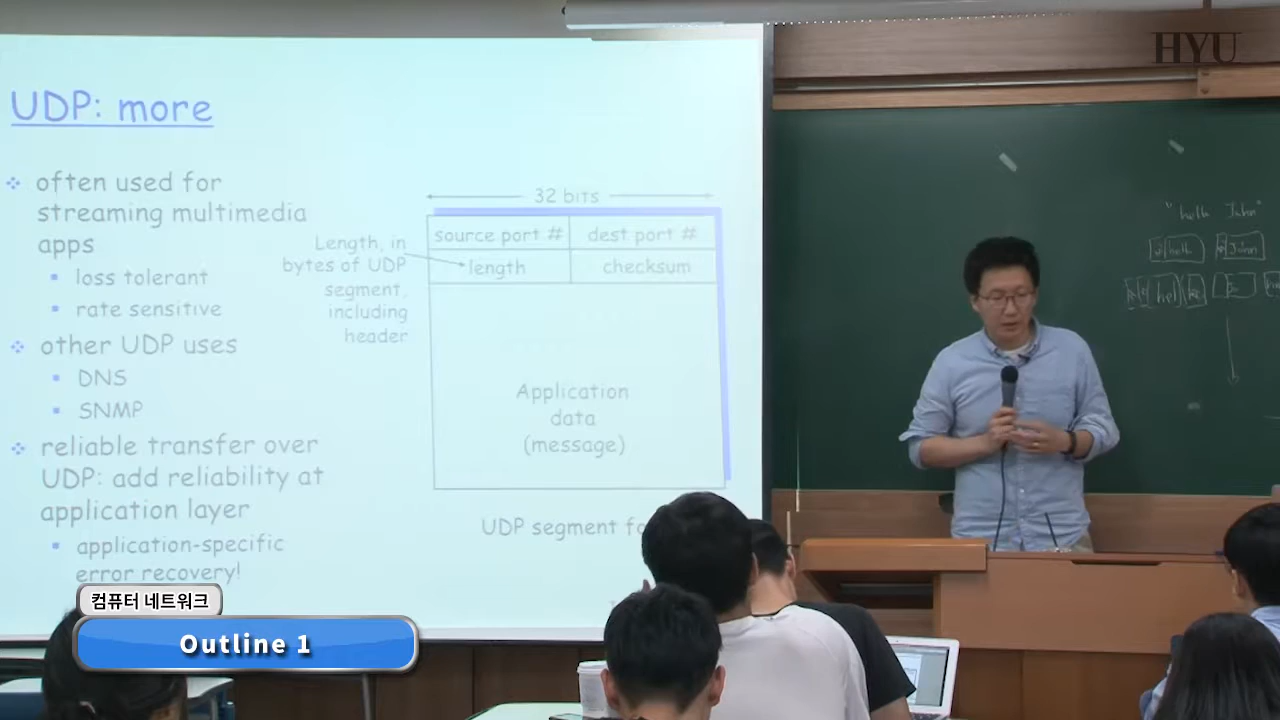 HYU
UDP: more
often used for
streaming multimedia
apps
loss tolerant
rate sensitive
other UDP uses
DNS
SNMP
reliable transfer over
UDP: add reliability at
application layer
application-specific
error recovery!
32 bits
source port #
dest port #
Length, in
bytes of UDP
segment,
including
header
length
checksum
Application
data
(message)
UDP segment fo
"hello John"
컴퓨터 네트워크
Outline 1